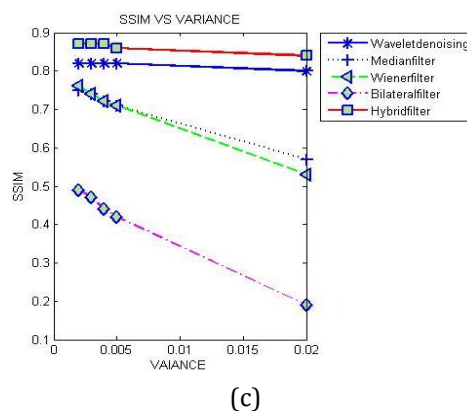 SSIM VS VARIANCE
0.9
0.8
0.7
0.6
0.5
0.4
0.3
0.2
0.1
SSIM
0
0.005
0.01
0.015
0.02
VAIANCE
Waveletdenoising
Medianfilter
Wienerfilter
Bilateralfilter
Hybridfilter
(c)